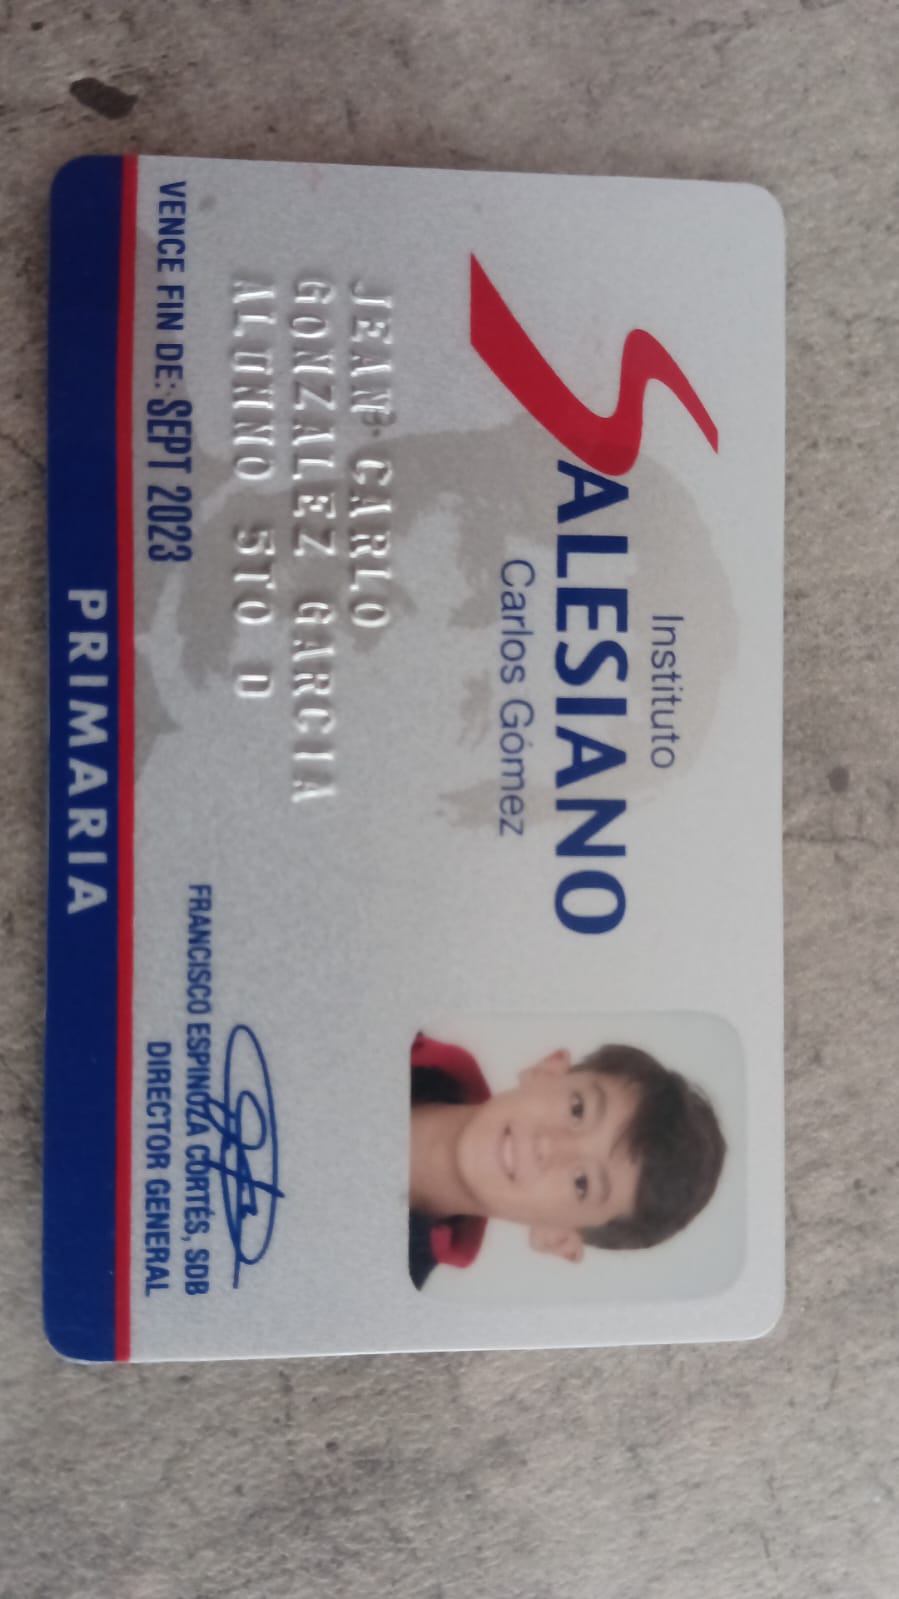 Instituto
SALESIANO
Carlos Gómez
JEAN CARLO
GONZALEZ GARCIA
ALUMNO 5TO D
VENCE FIN DE: SEPT 2023
FRANCISCO ESPINOZA CORTÉS, SDB
DIRECTOR GENERAL
PRIMARIA